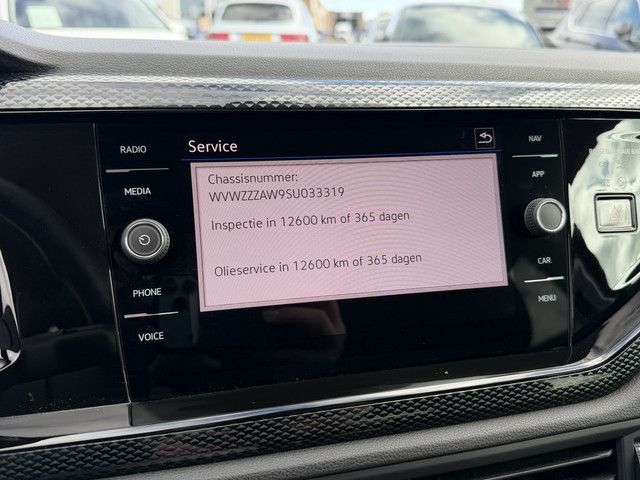 RADIO
MEDIA
PHONE
VOICE
Service
Chassisnummer:
WVWZZZAW9SU033319
Inspectie in 12600 km of 365 dagen
Olieservice in 12600 km of 365 dagen
NAV
APP
CAR
MENU